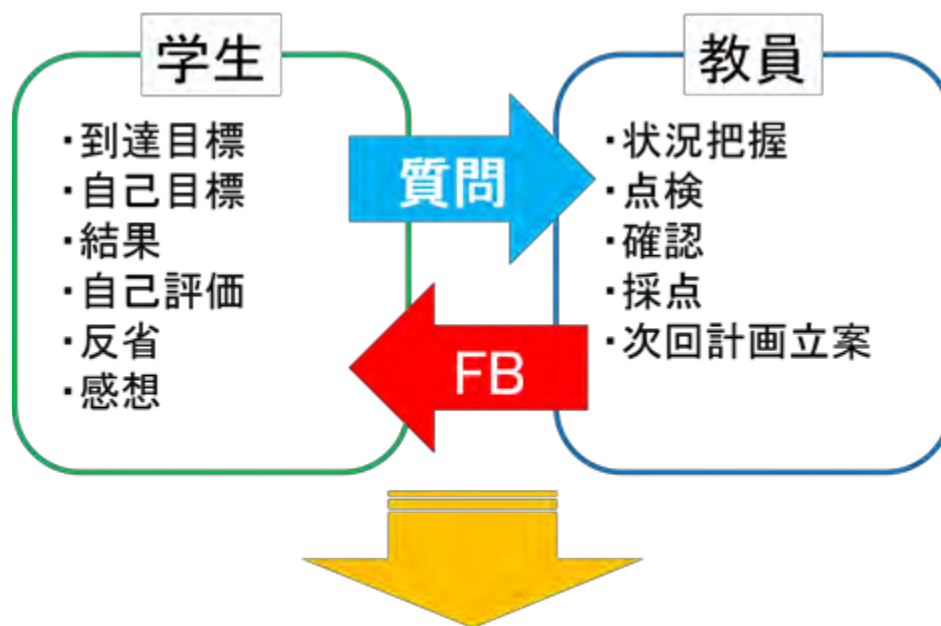 学生
・到達目標
・自己目標
・結果
・自己評価
・反省
・感想
質問
FB
教員
・状況把握
・点検
・確認
・採点
・次回計画立案